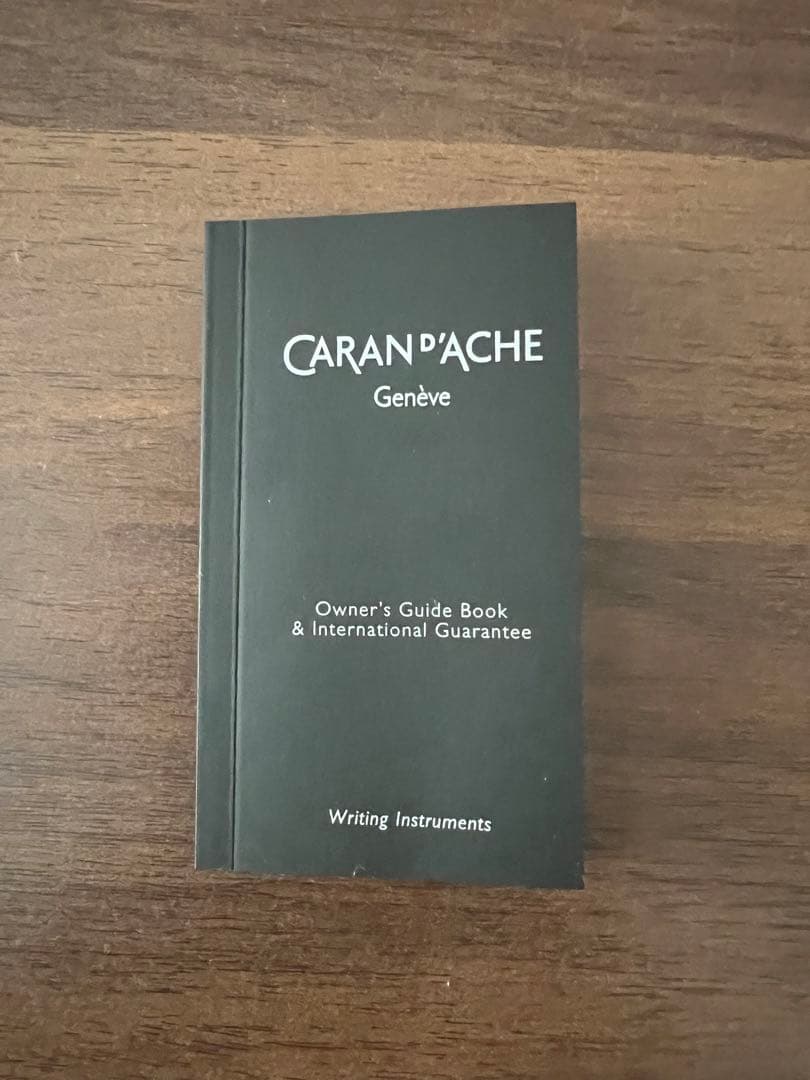 CARAN D'ACHE
Genève
Owner's Guide Book
& International Guarantee
Writing Instruments